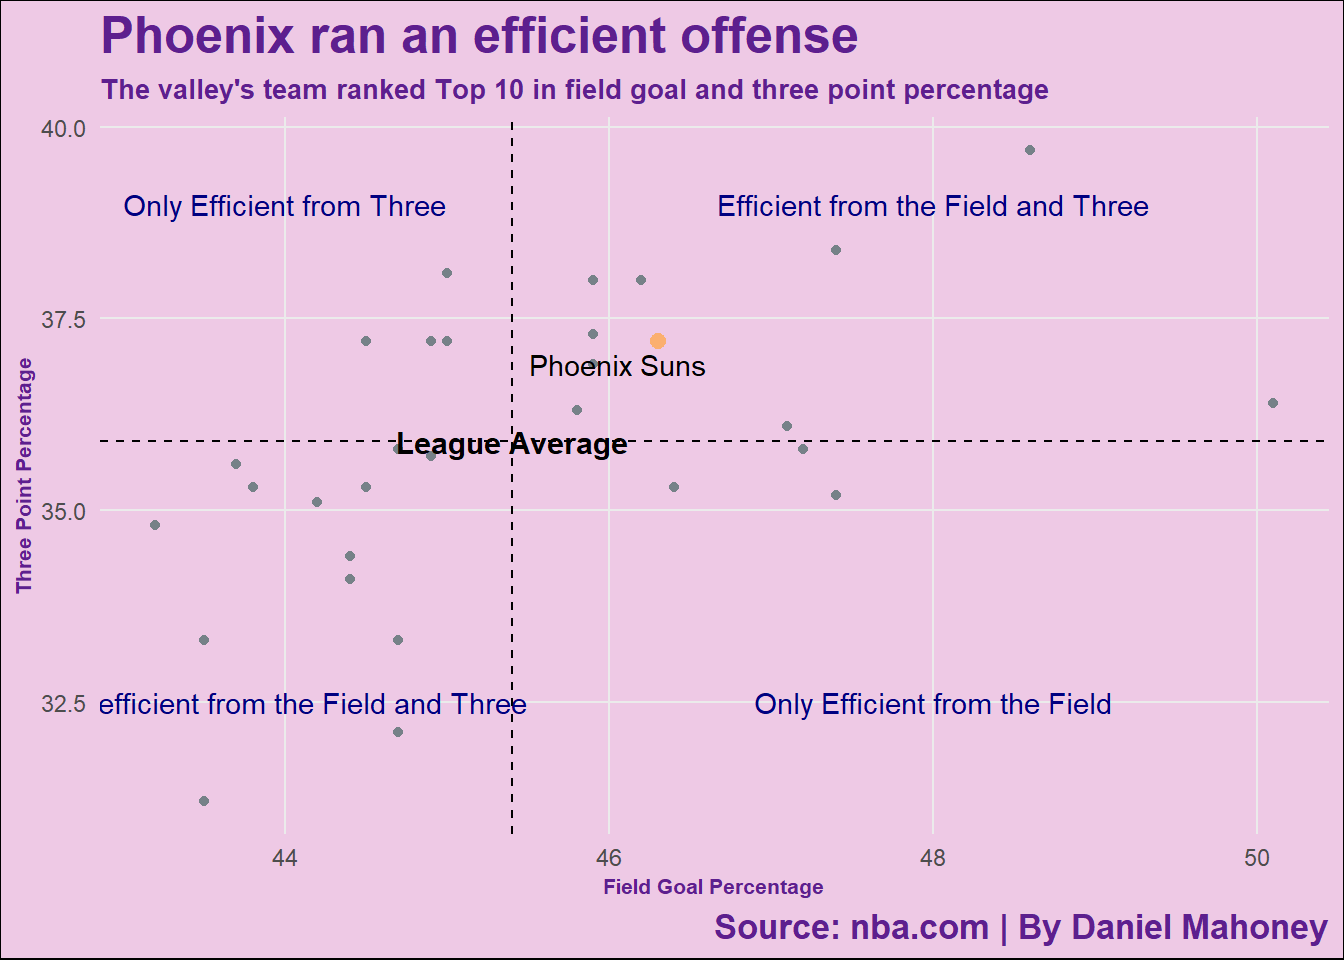 Phoenix ran an efficient offense
The valley's team ranked Top 10 in field goal and three point percentage
40.0
Only Efficient from Three
Efficient from the Field and Three
37.5
Phoenix Suns
League Average
Three Point Percentage
35.0
32.5
efficient from the Field and Three
Only Efficient from the Field
44
46
48
50
Field Goal Percentage
Source: nba.com | By Daniel Mahoney